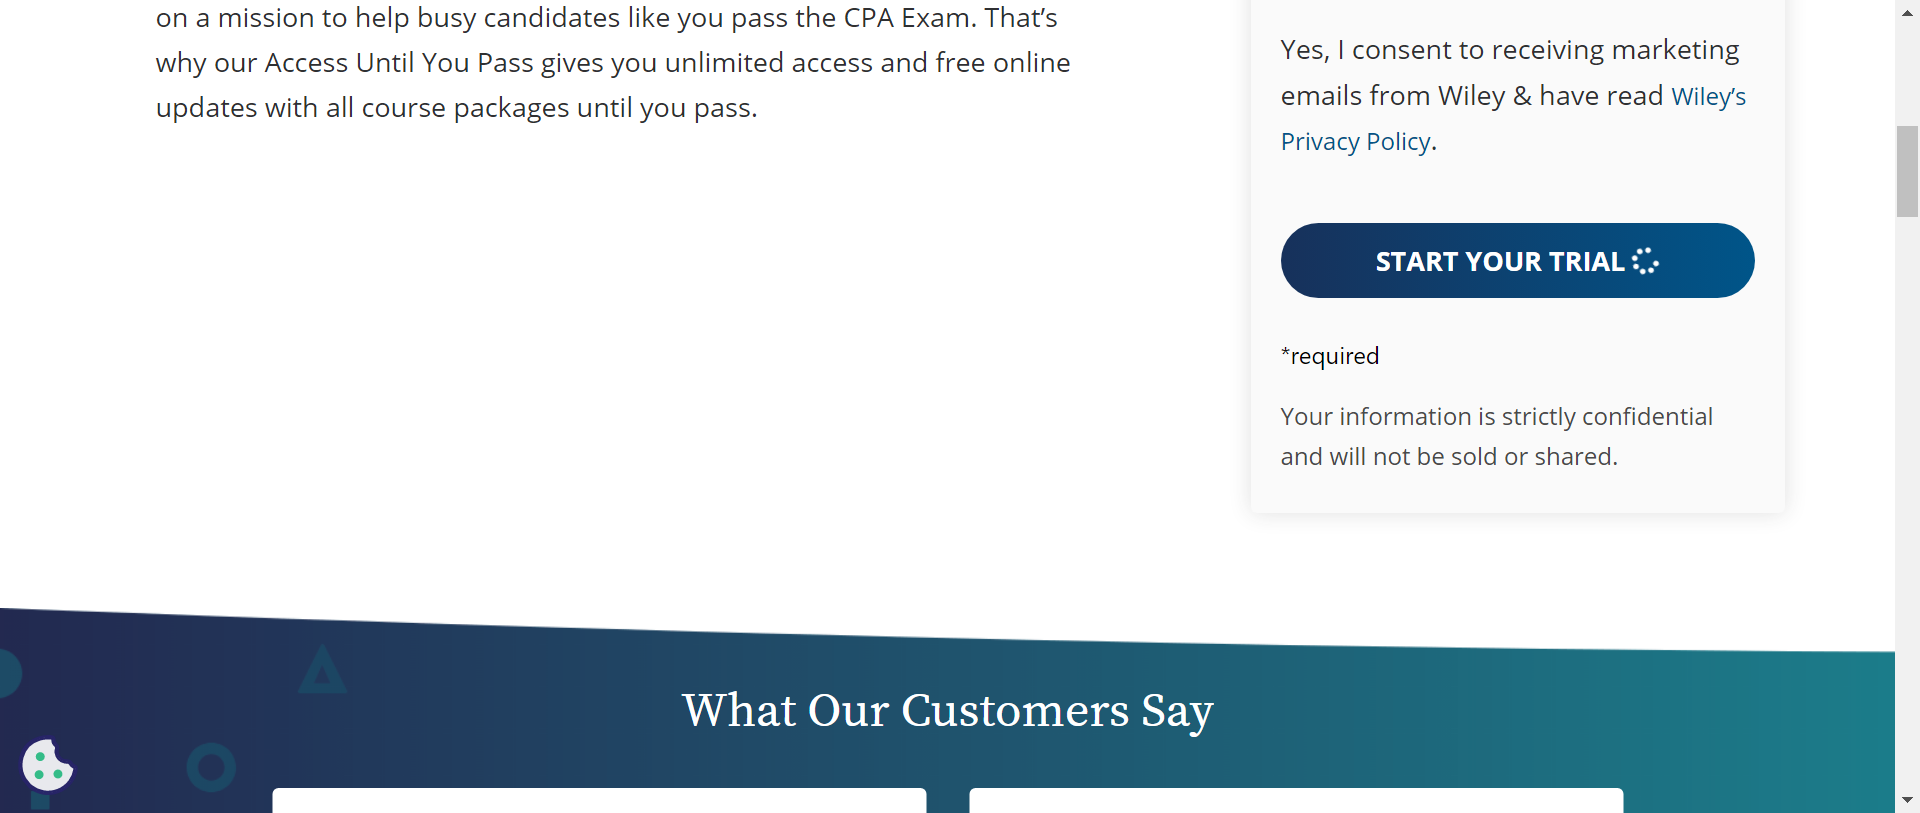 on a mission to help busy candidates like you pass the CPA Exam. That’s
why our Access Until You Pass gives you unlimited access and free online
updates with all course packages until you pass.
Yes, I consent to receiving marketing
emails from Wiley & have read Wiley’s
Privacy Policy.
START YOUR TRIAL
*required
Your information is strictly confidential
and will not be sold or shared.
What Our Customers Say